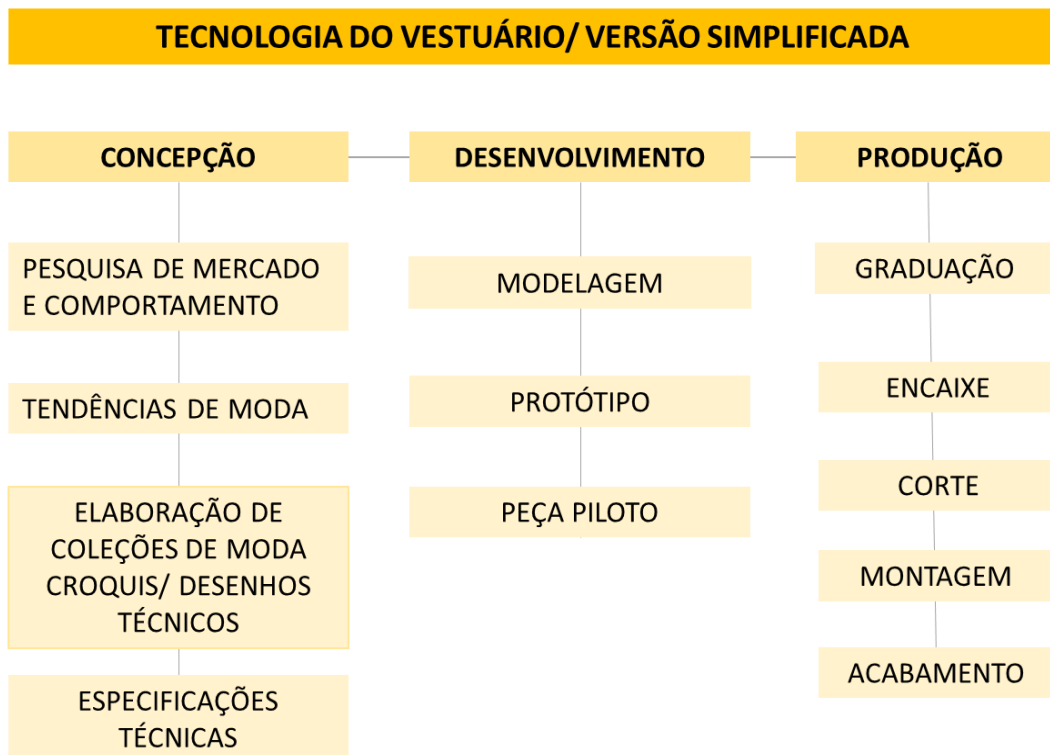 TECNOLOGIA DO VESTUÁRIO/ VERSÃO SIMPLIFICADA
CONCEPÇÃO
PESQUISA DE MERCADO
E COMPORTAMENTO
TENDÊNCIAS DE MODA
ELABORAÇÃO DE
COLEÇÕES DE MODA
CROQUIS/ DESENHOS
TÉCNICOS
ESPECIFICAÇÕES
TÉCNICAS
DESENVOLVIMENTO
MODELAGEM
PROTÓTIPO
PEÇA PILOTO
PRODUÇÃO
GRADUAÇÃO
ENCAIXE
CORTE
MONTAGEM
ACABAMENTO